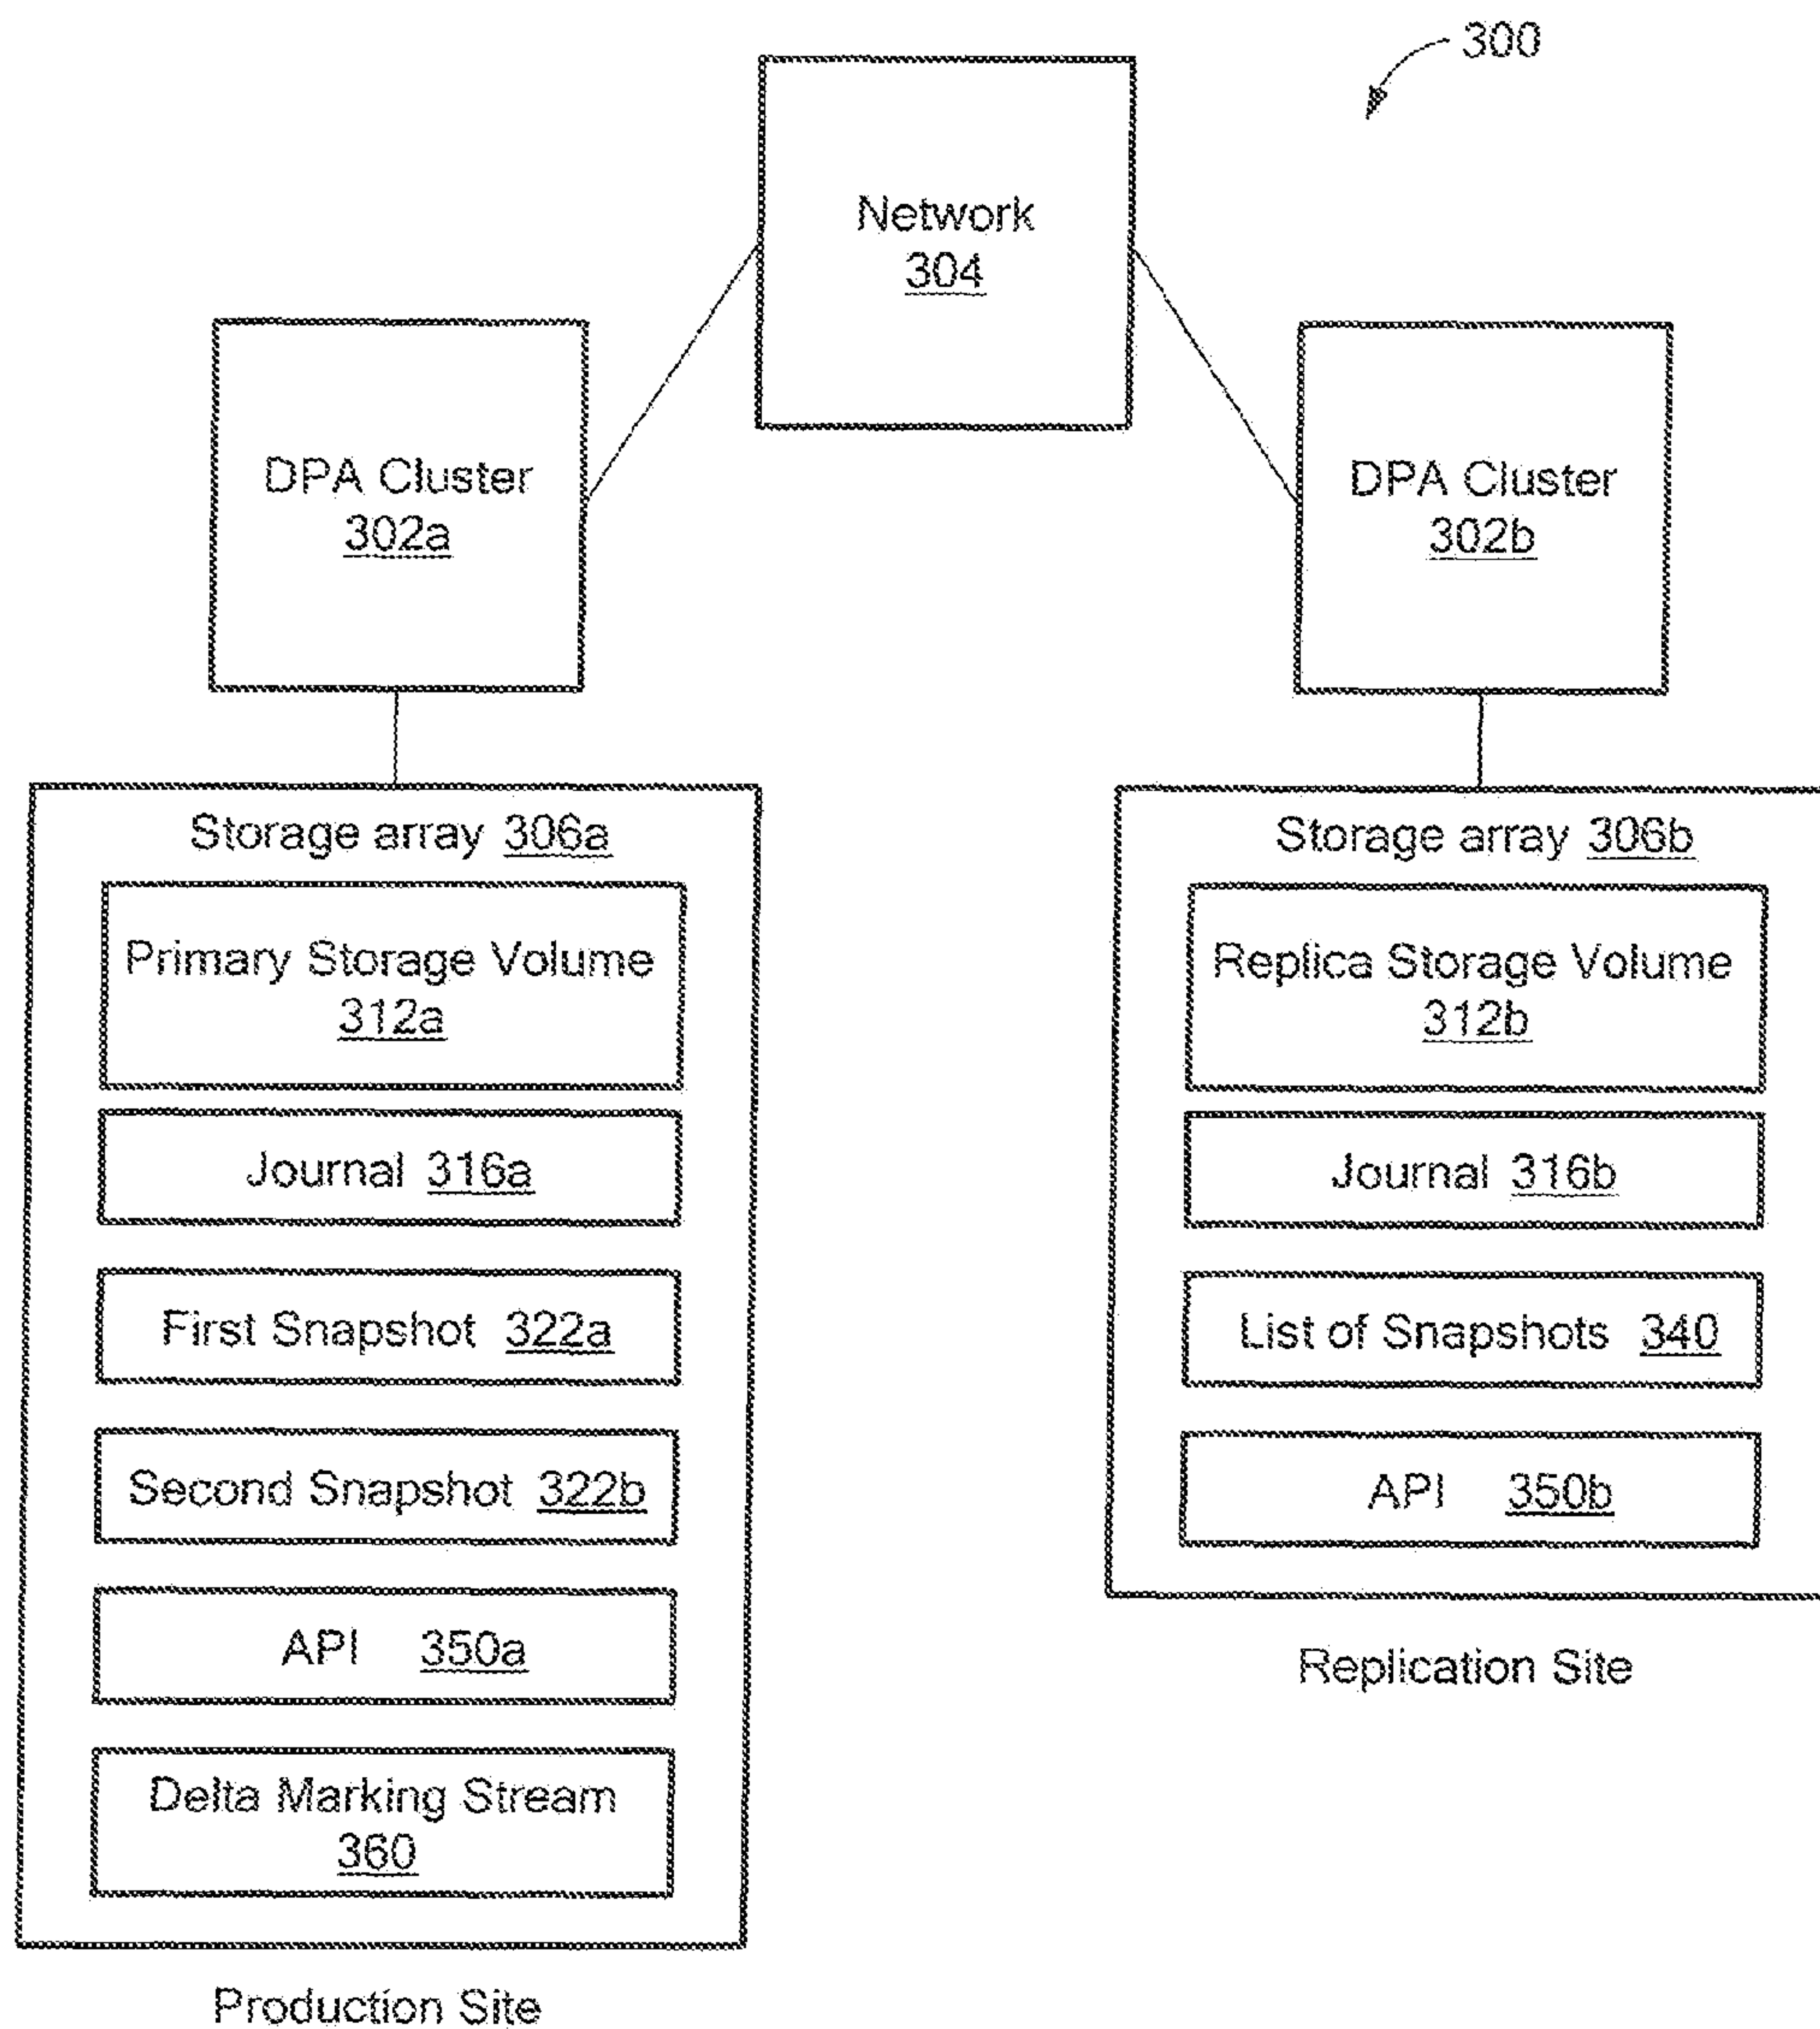 300
Network
304
DPA Cluster
302a
DPA Cluster
302b
Storage array 306a
Primary Storage Volume
312a
Journal 316a
First Snapshot 322a
Second Snapshot 322b
API 350a
Delta Marking Stream
360
Production Site
Storage array 306b
Replica Storage Volume
312b
Journal 316b
List of Snapshots 340
API 350b
Replication Site